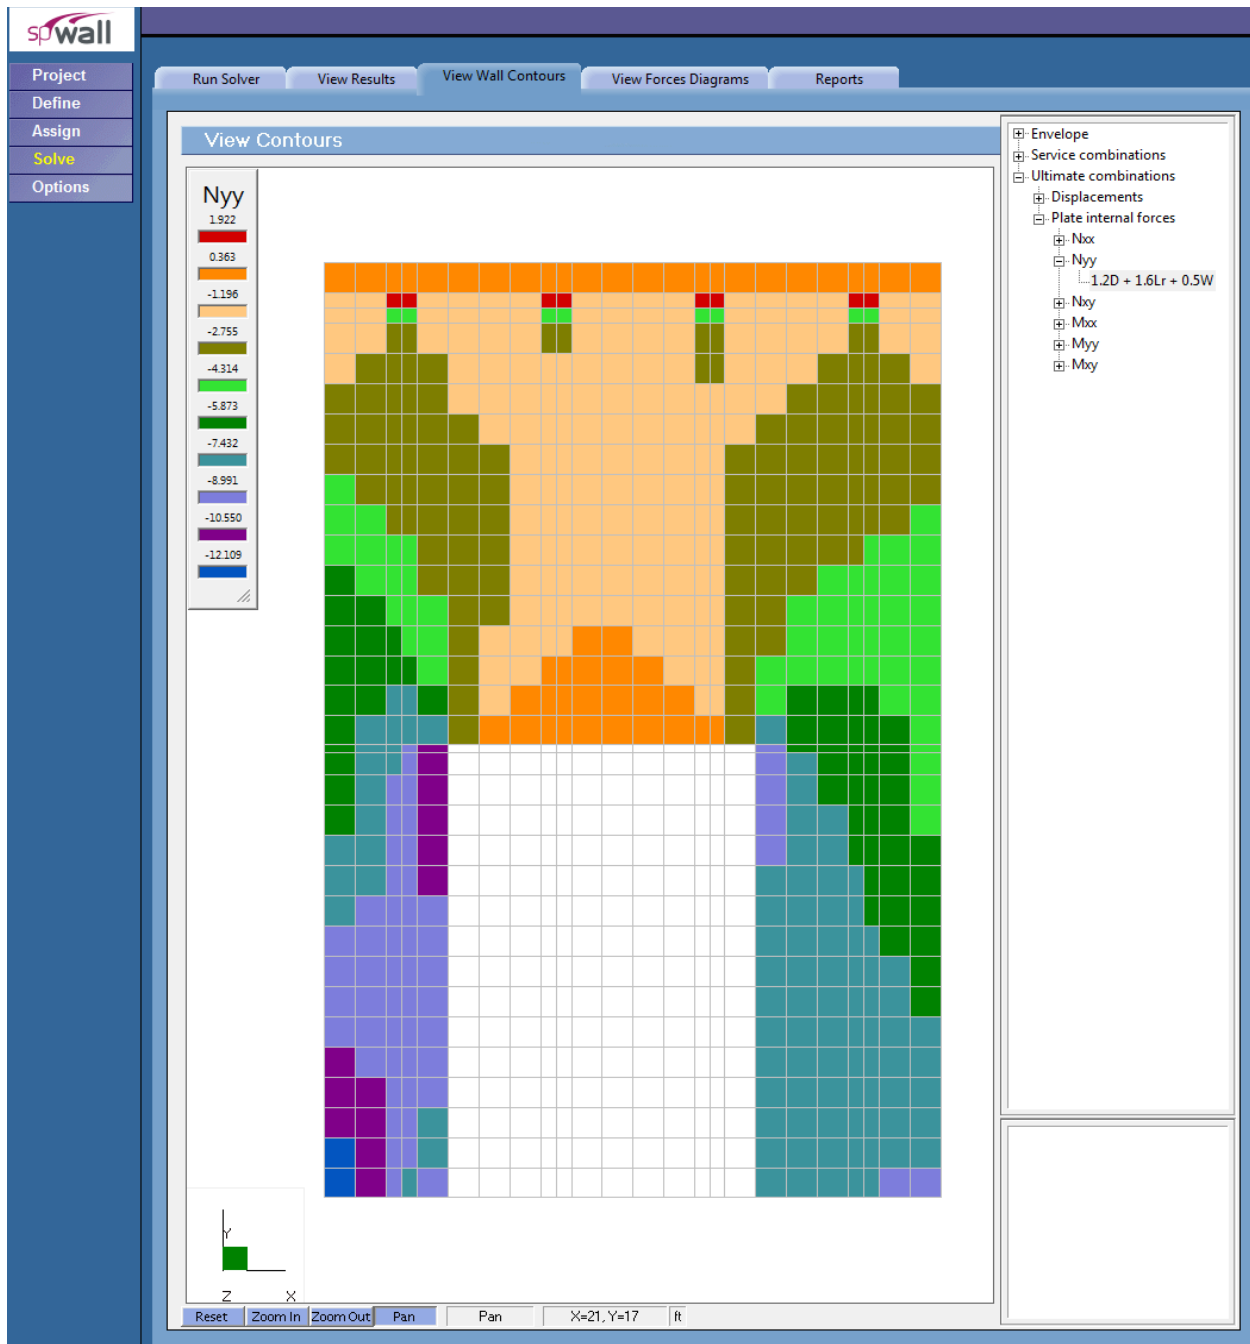 spwall
Project
Define
Assign
Solve
Options
Run Solver
View Results
View Wall Contours
View Forces Diagrams
Reports
View Contours
Nyy
1.922
0.363
-1.196
-2.755
-4.314
-5.873
-7.432
-8.991
-10.550
-12.109
Envelope
Service combinations
Ultimate combinations
Displacements
Plate internal forces
Nxx
Nyy
1.2D + 1.6Lr + 0.5W
Nxy
Mxx
Myy
Mxy
Y
Z X
Reset Zoom In Zoom Out Pan Pan X=21, Y=17 ft